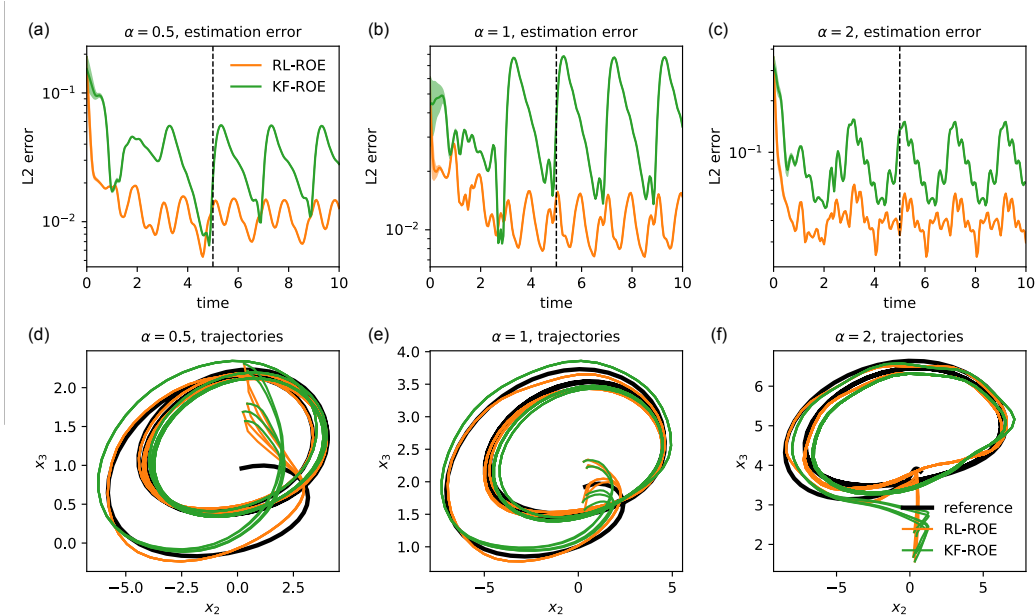 (a)
α = 0.5, estimation error
(b)
α = 1, estimation error
(c)
α = 2, estimation error
RL-ROE
KF-ROE
L2 error
10⁻¹
10⁻²
0 2 4 6 8 10
time
L2 error
10⁻²
0 2 4 6 8 10
time
L2 error
10⁻¹
0 2 4 6 8 10
time
(d)
α = 0.5, trajectories
(e)
α = 1, trajectories
(f)
α = 2, trajectories
x₃
2.0
1.5
1.0
0.5
0.0
−5.0 −2.5 0.0 2.5
x₂
x₃
4.0
3.5
3.0
2.5
2.0
1.5
1.0
−5 0 5
x₂
x₃
6
5
4
3
2
−5 0 5
x₂
reference
RL-ROE
KF-ROE